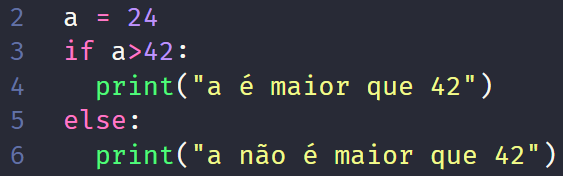 2 a = 24
3 if a>42:
4 print("a é maior que 42")
5 else:
6 print("a não é maior que 42")